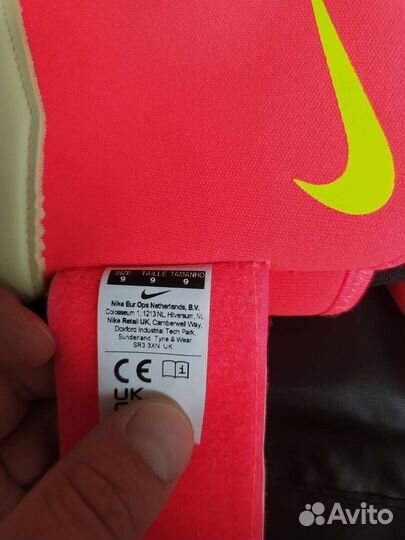 SIZE TAILLE TAMANHO
9 9 9
Nike Eur Ops Netherlands, B.V.
Colosseum 1, 1213 NL, Hilversum, NL
Nike Retail UK, Camberwell Way,
Doxford Industrial Tech Park,
Sunderland, Tyne & Wear
SR3 3XN, UK
CE i
UK
Avito